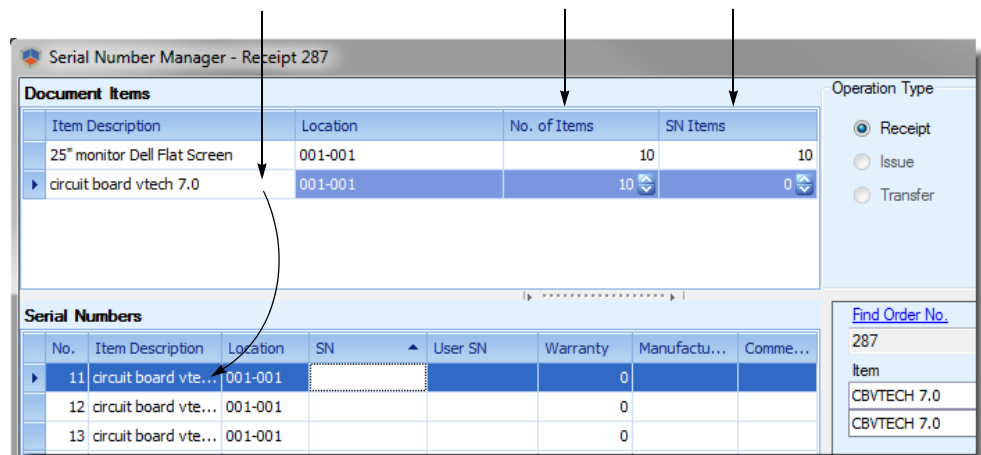 Serial Number Manager - Receipt 287
Document Items
Operation Type
Item Description Location No. of Items SN Items
Receipt
25" monitor Dell Flat Screen 001-001 10 10
Issue
circuit board vtech 7.0 001-001 10 0
Transfer
Serial Numbers
Find Order No.
287
No. Item Description Location SN User SN Warranty Manufactu... Comme...
Item
11 circuit board vte... 001-001 0
CBVTECH 7.0
12 circuit board vte... 001-001 0
CBVTECH 7.0
13 circuit board vte... 001-001 0